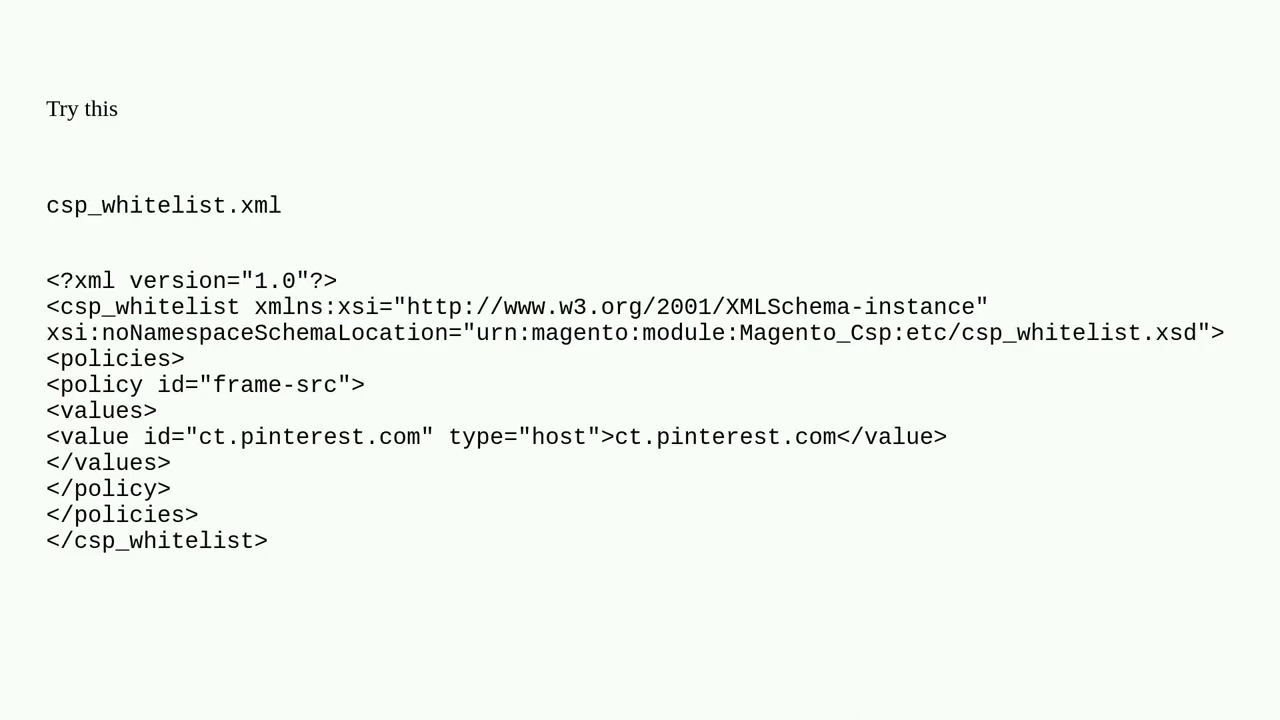 Try this
csp_whitelist.xml
<?xml version="1.0"?>
<csp_whitelist xmlns:xsi="http://www.w3.org/2001/XMLSchema-instance"
xsi:noNamespaceSchemaLocation="urn:magento:module:Magento_Csp:etc/csp_whitelist.xsd">
<policies>
<policy id="frame-src">
<values>
<value id="ct.pinterest.com" type="host">ct.pinterest.com</value>
</values>
</policy>
</policies>
</csp_whitelist>